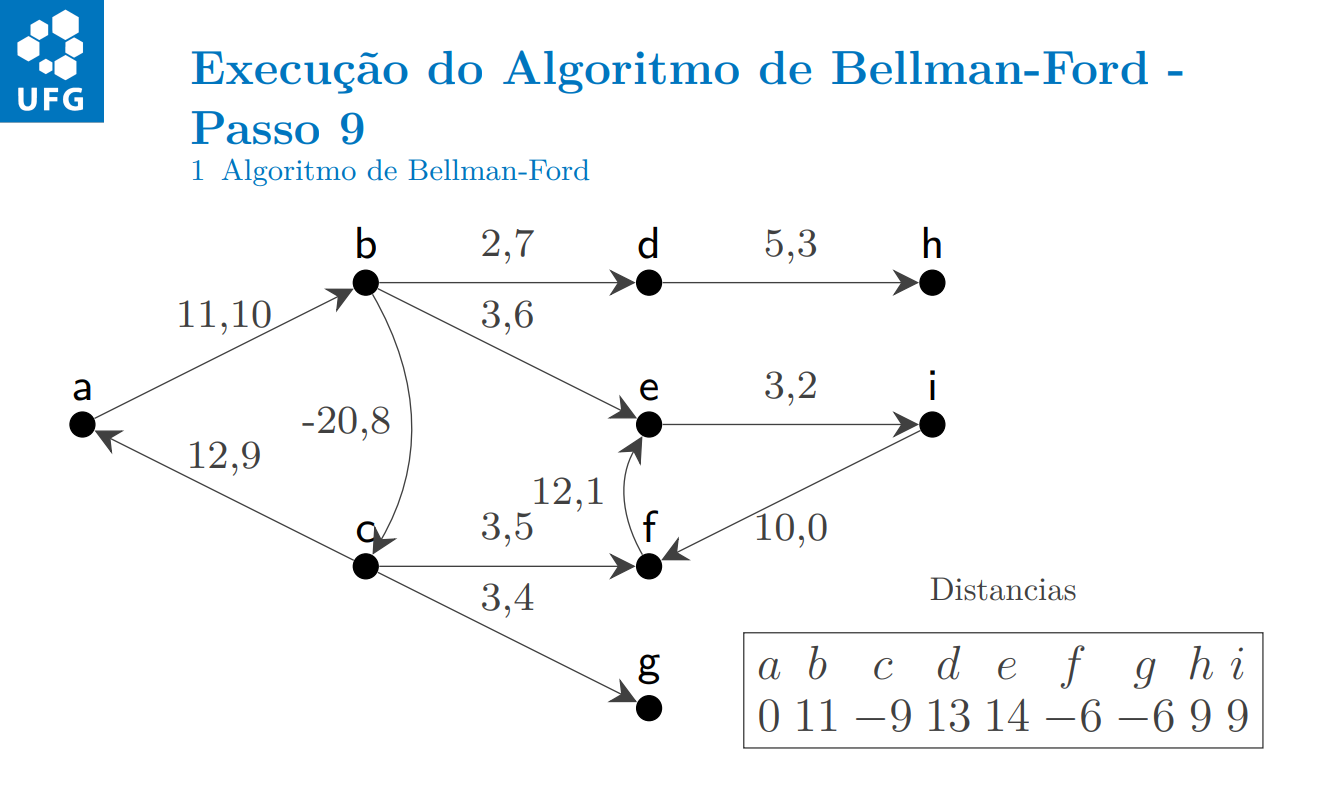 UFG
Execução do Algoritmo de Bellman-Ford -
Passo 9
1 Algoritmo de Bellman-Ford
b 2,7 d 5,3 h
11,10 3,6
a e 3,2 i
-20,8
12,9
12,1
c 3,5 f 10,0
3,4
Distancias
g
a b c d e f g h i
0 11 −9 13 14 −6 −6 9 9